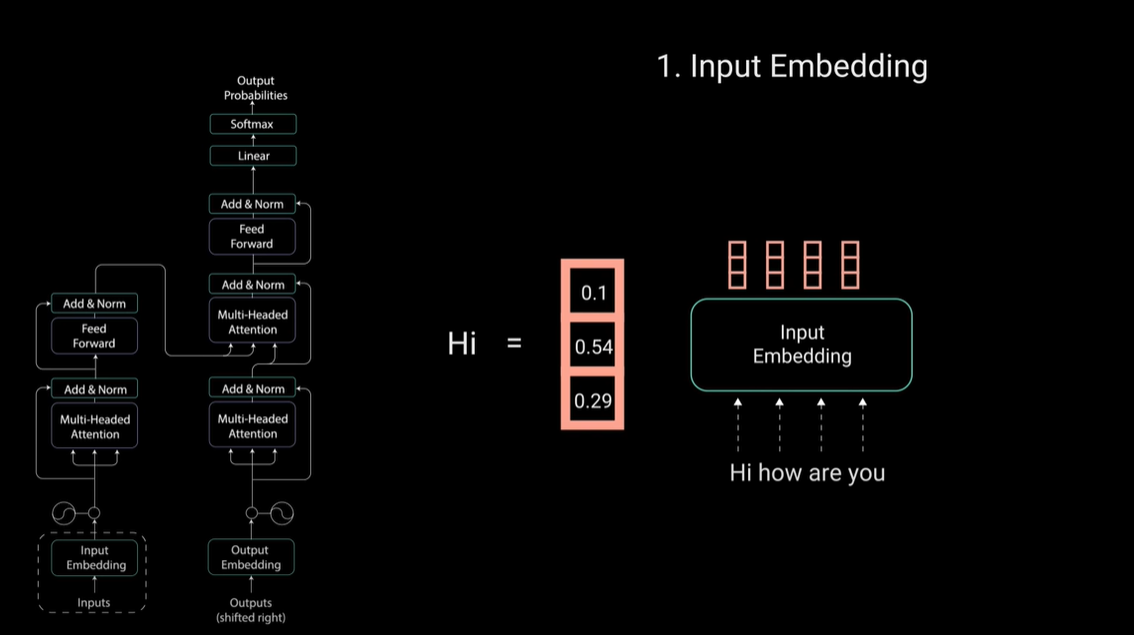 1. Input Embedding
Output
Probabilities
Softmax
Linear
Add & Norm
Feed
Forward
Add & Norm
Multi-Headed
Attention
Add & Norm
Multi-Headed
Attention
Output
Embedding
Outputs
(shifted right)
Add & Norm
Feed
Forward
Add & Norm
Multi-Headed
Attention
Input
Embedding
Inputs
Hi =
0.1
0.54
0.29
Input
Embedding
Hi how are you